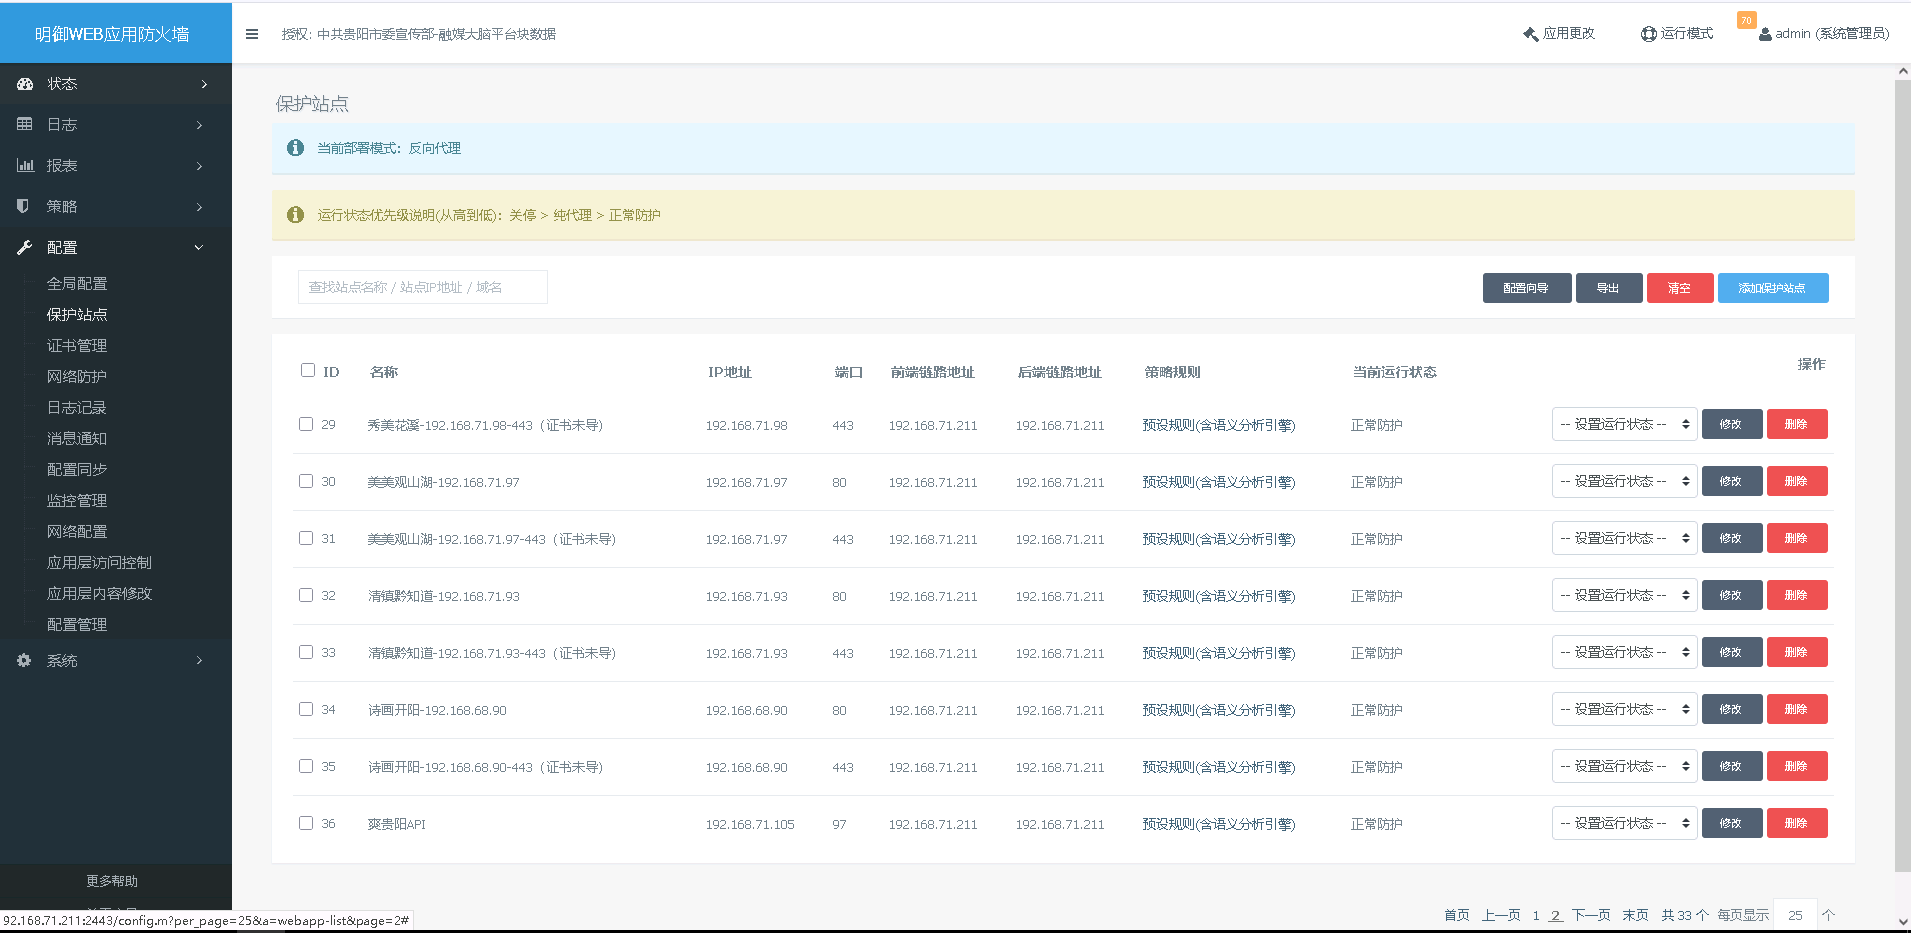 明御WEB应用防火墙
授权: 中共贵阳市委宣传部-融媒大脑平台块数据
应用更改
运行模式
70
admin (系统管理员)
状态
日志
报表
策略
配置
全局配置
保护站点
证书管理
网络防护
日志记录
消息通知
配置同步
监控管理
网络配置
应用层访问控制
应用层内容修改
配置管理
系统
更多帮助
保护站点
当前部署模式: 反向代理
运行状态优先级说明(从高到低): 关停 > 纯代理 > 正常防护
查找站点名称 / 站点IP地址 / 域名
配置向导 导出 清空 添加保护站点
ID 名称 IP地址 端口 前端链路地址 后端链路地址 策略规则 当前运行状态 操作
29 秀美花溪-192.168.71.98-443（证书未导） 192.168.71.98 443 192.168.71.211 192.168.71.211 预设规则(含语义分析引擎) 正常防护 -- 设置运行状态 -- 修改 删除
30 美美观山湖-192.168.71.97 192.168.71.97 80 192.168.71.211 192.168.71.211 预设规则(含语义分析引擎) 正常防护 -- 设置运行状态 -- 修改 删除
31 美美观山湖-192.168.71.97-443（证书未导） 192.168.71.97 443 192.168.71.211 192.168.71.211 预设规则(含语义分析引擎) 正常防护 -- 设置运行状态 -- 修改 删除
32 清镇黔知道-192.168.71.93 192.168.71.93 80 192.168.71.211 192.168.71.211 预设规则(含语义分析引擎) 正常防护 -- 设置运行状态 -- 修改 删除
33 清镇黔知道-192.168.71.93-443（证书未导） 192.168.71.93 443 192.168.71.211 192.168.71.211 预设规则(含语义分析引擎) 正常防护 -- 设置运行状态 -- 修改 删除
34 诗画开阳-192.168.68.90 192.168.68.90 80 192.168.71.211 192.168.71.211 预设规则(含语义分析引擎) 正常防护 -- 设置运行状态 -- 修改 删除
35 诗画开阳-192.168.68.90-443（证书未导） 192.168.68.90 443 192.168.71.211 192.168.71.211 预设规则(含语义分析引擎) 正常防护 -- 设置运行状态 -- 修改 删除
36 爽贵阳API 192.168.71.105 97 192.168.71.211 192.168.71.211 预设规则(含语义分析引擎) 正常防护 -- 设置运行状态 -- 修改 删除
首页 上一页 1 2 下一页 末页 共 33 个 每页显示 25 个
92.168.71.211:2443/config.m?per_page=25&a=webapp-list&page=2#